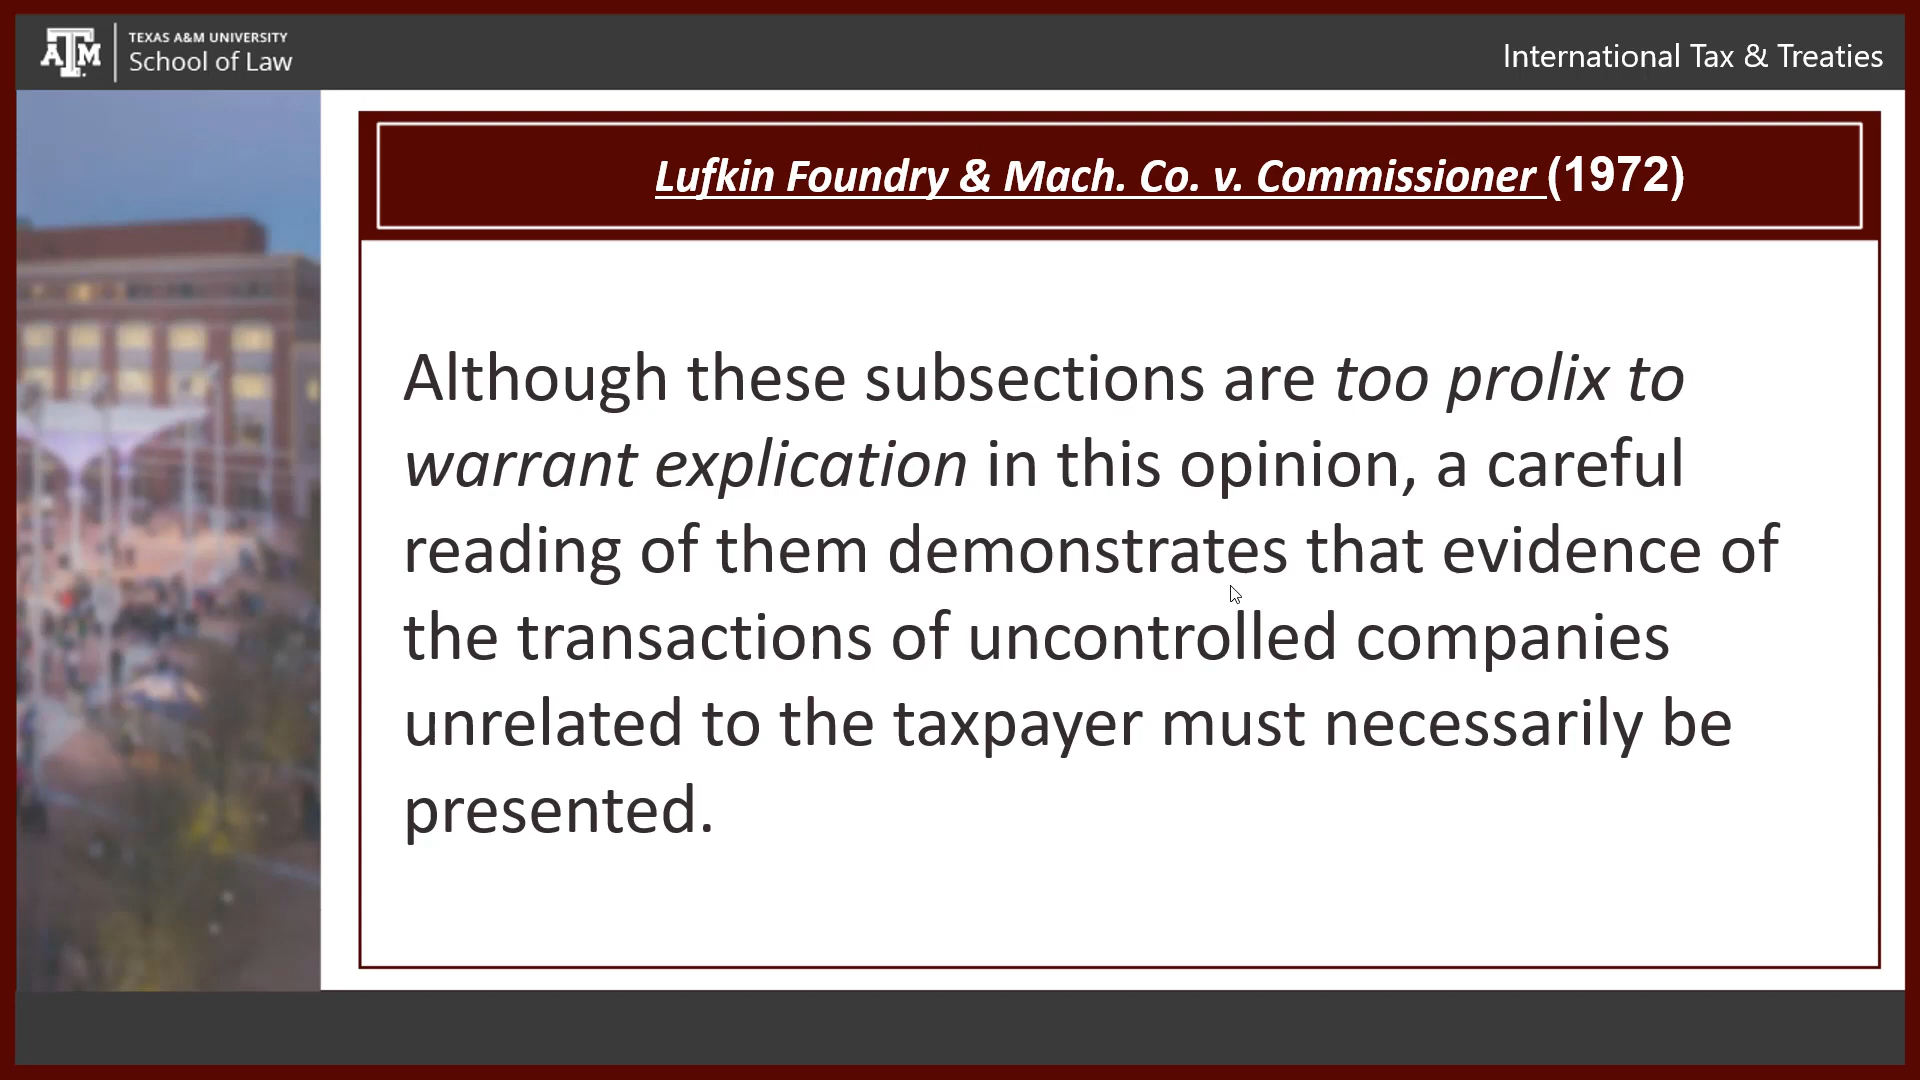 TEXAS A&M UNIVERSITY
School of Law
International Tax & Treaties
Lufkin Foundry & Mach. Co. v. Commissioner (1972)
Although these subsections are too prolix to
warrant explication in this opinion, a careful
reading of them demonstrates that evidence of
the transactions of uncontrolled companies
unrelated to the taxpayer must necessarily be
presented.